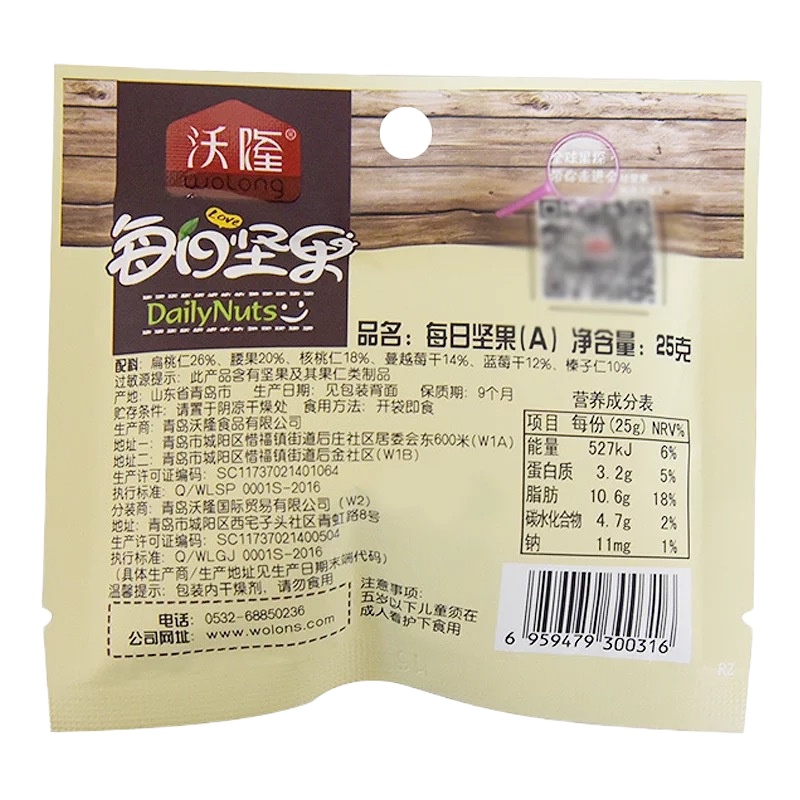 沃隆®
wolong
Love
每日坚果
DailyNuts
品名：每日坚果(A) 净含量：25克
配料：扁桃仁26%、腰果20%、核桃仁18%、蔓越莓干14%、蓝莓干12%、榛子仁10%
过敏源提示：此产品含有坚果及其果仁类制品
产地：山东省青岛市 生产日期：见包装背面 保质期：9个月
贮存条件：请置于阴凉干燥处 食用方法：开袋即食
生产商：青岛沃隆食品有限公司
地址一：青岛市城阳区惜福镇街道后庄社区居委会东600米(W1A)
地址二：青岛市城阳区惜福镇街道后金社区(W1B)
生产许可证编码：SC11737021401064
执行标准：Q/WLSP 0001S-2016
分装商：青岛沃隆国际贸易有限公司(W2)
地址：青岛市城阳区西宅子头社区青虹路8号
生产许可证编码：SC11737021400504
执行标准：Q/WLGJ 0001S-2016
(具体生产商/生产地址见生产日期末端代码)
温馨提示：包装内干燥剂，请勿食用
电话：0532-68850236
公司网址：www.wolons.com
注意事项：
五岁以下儿童须在
成人看护下食用
营养成分表
项目 每份(25g) NRV%
能量 527kJ 6%
蛋白质 3.2g 5%
脂肪 10.6g 18%
碳水化合物 4.7g 2%
钠 11mg 1%
6 959479 300316
RZ